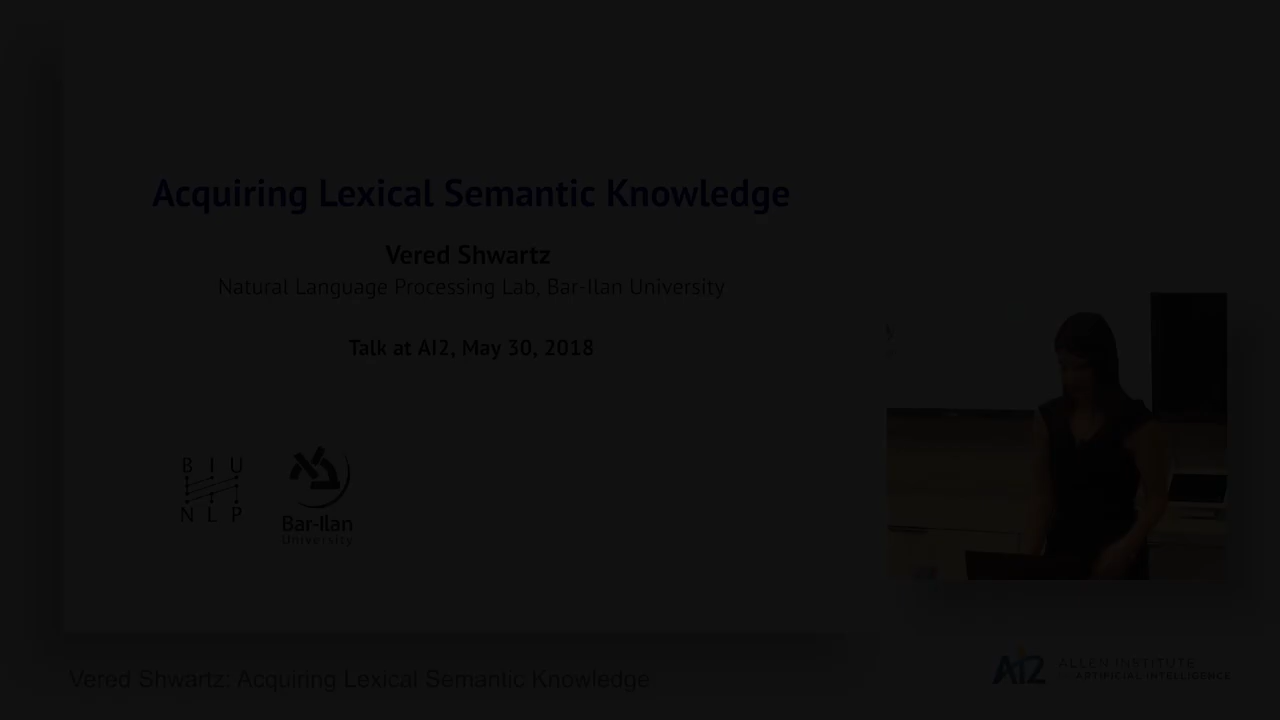 Acquiring Lexical Semantic Knowledge
Vered Shwartz
Natural Language Processing Lab, Bar-Ilan University
Talk at AI2, May 30, 2018
B I U
N L P
Bar-Ilan
University
Vered Shwartz: Acquiring Lexical Semantic Knowledge
AI2
ALLEN INSTITUTE
for ARTIFICIAL INTELLIGENCE